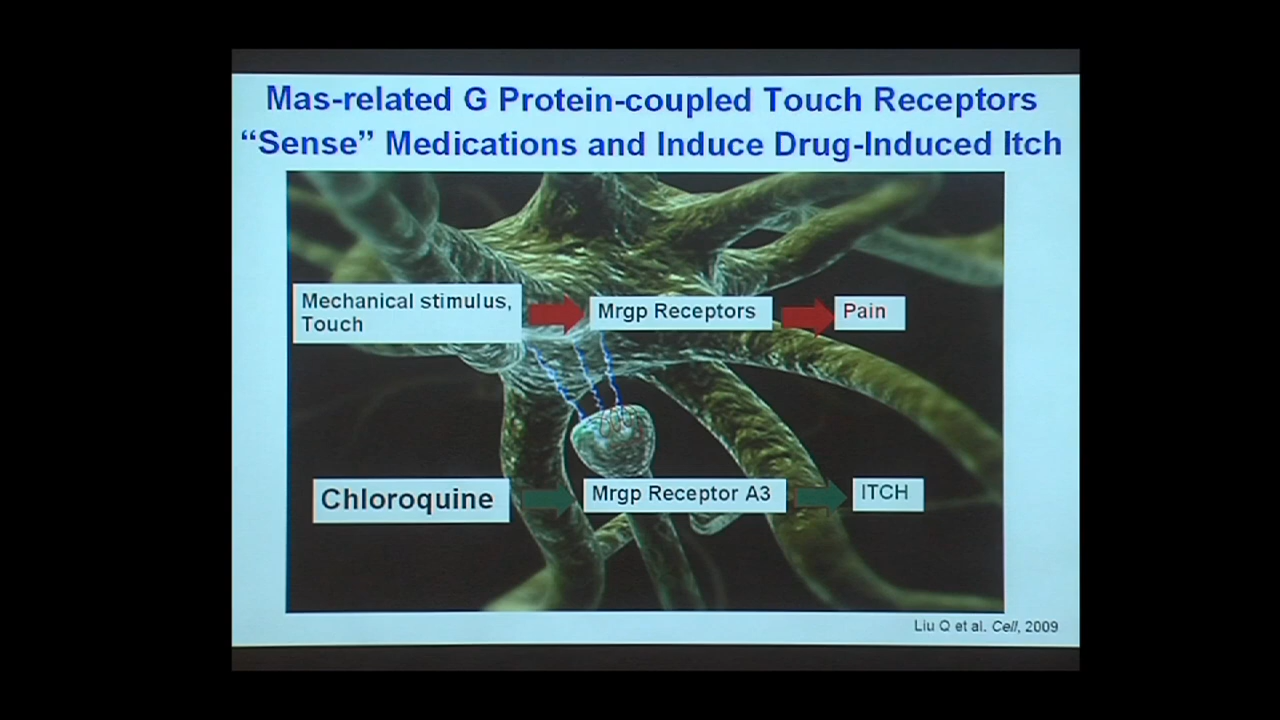 Mas-related G Protein-coupled Touch Receptors
“Sense” Medications and Induce Drug-Induced Itch
Mechanical stimulus,
Touch
Mrgp Receptors
Pain
Chloroquine
Mrgp Receptor A3
ITCH
Liu Q et al. Cell, 2009